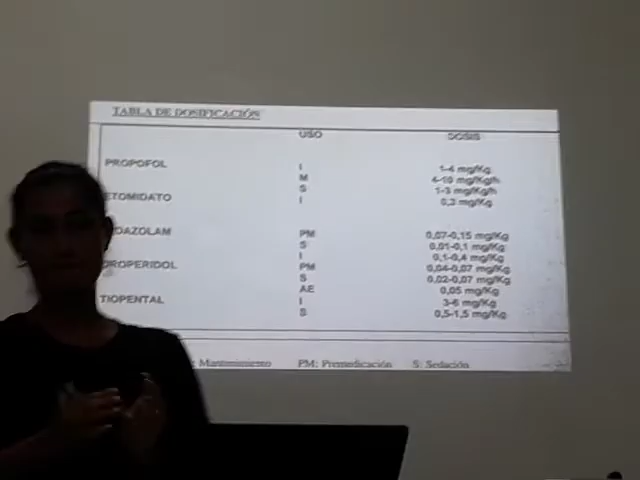 TABLA DE DOSIFICACIÓN
USO DOSIS
PROPOFOL I 1-4 mg/Kg
M 4-10 mg/Kg/h
S 1-3 mg/Kg/h
ETOMIDATO I 0,3 mg/Kg
DAZOLAM PM 0,07-0,15 mg/Kg
S 0,01-0,1 mg/Kg
I 0,1-0,4 mg/Kg
DROPERIDOL PM 0,04-0,07 mg/Kg
S 0,02-0,07 mg/Kg
AE 0,05 mg/Kg
TIOPENTAL I 3-6 mg/Kg
S 0,5-1,5 mg/Kg
: Mantenimiento PM: Premedicación S: Sedación